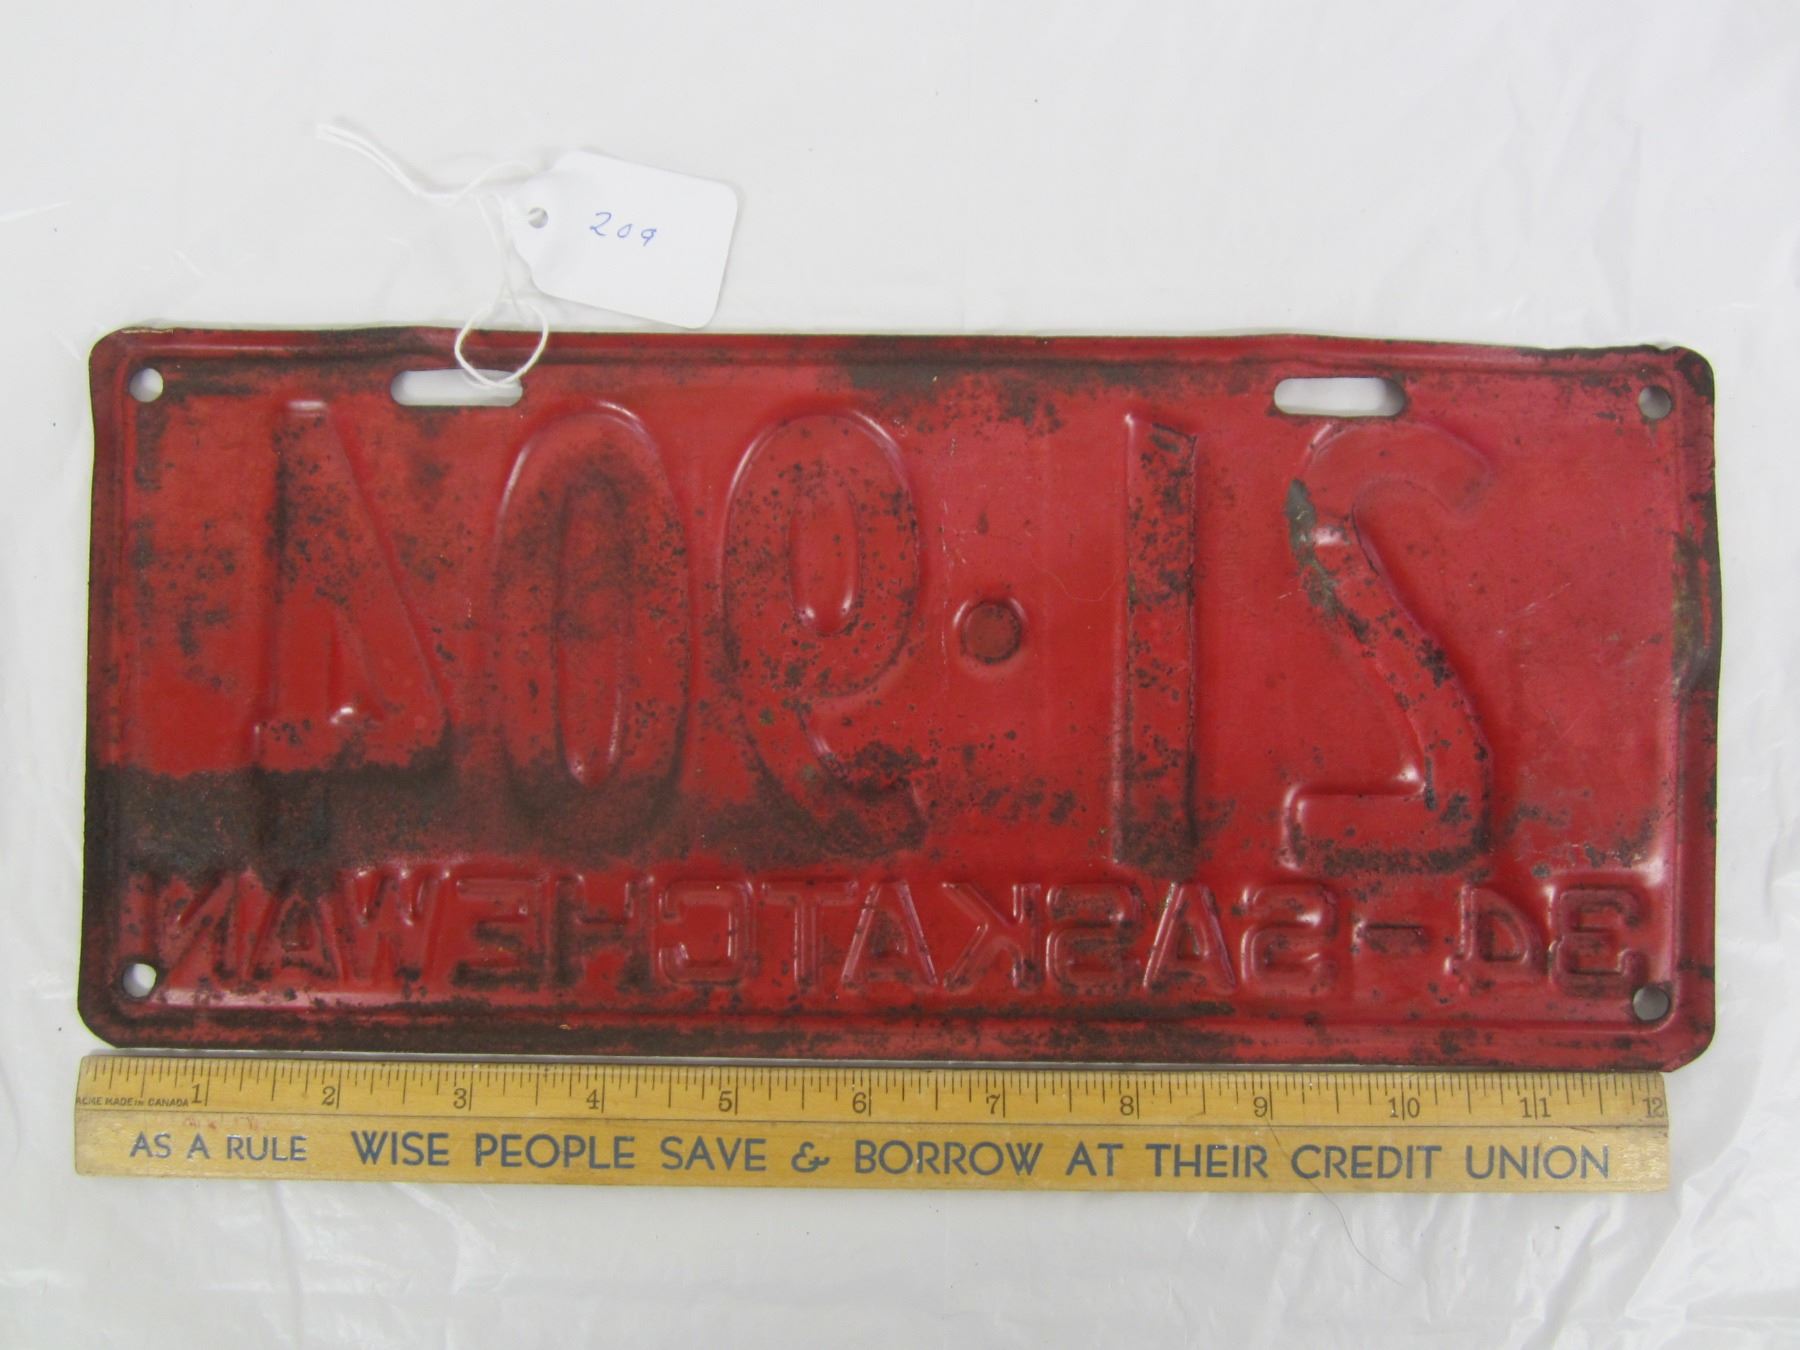 209
21·904
34-SASKATCHEWAN
1 2 3 4 5 6 7 8 9 10 11 12
ACME MADE IN CANADA
AS A RULE WISE PEOPLE SAVE & BORROW AT THEIR CREDIT UNION